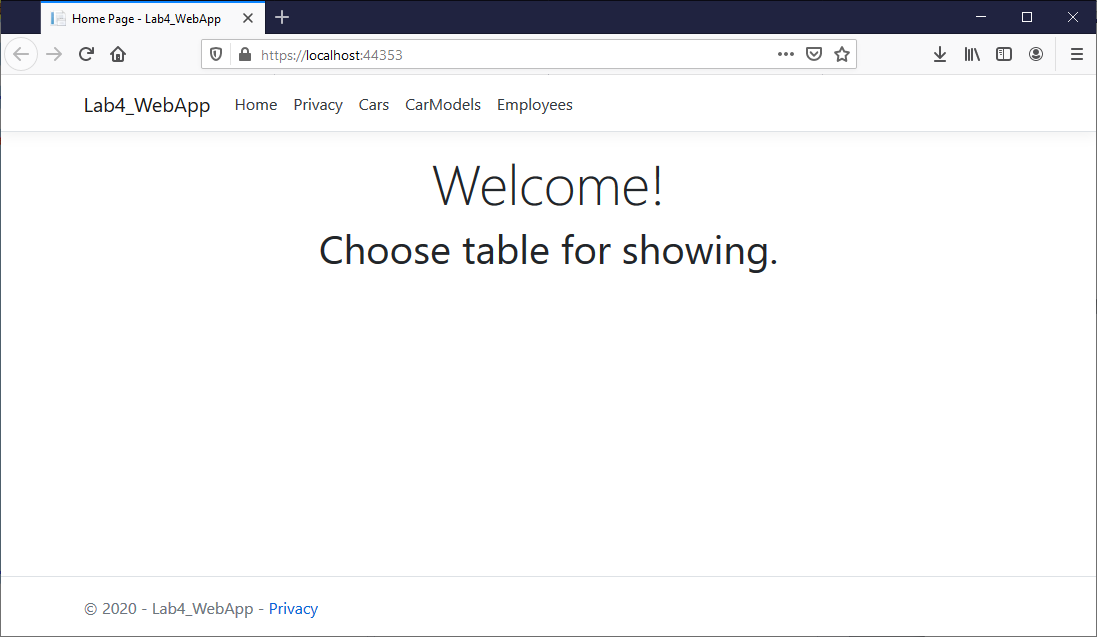 Home Page - Lab4_WebApp
https://localhost:44353
Lab4_WebApp Home Privacy Cars CarModels Employees
Welcome!
Choose table for showing.
© 2020 - Lab4_WebApp - Privacy